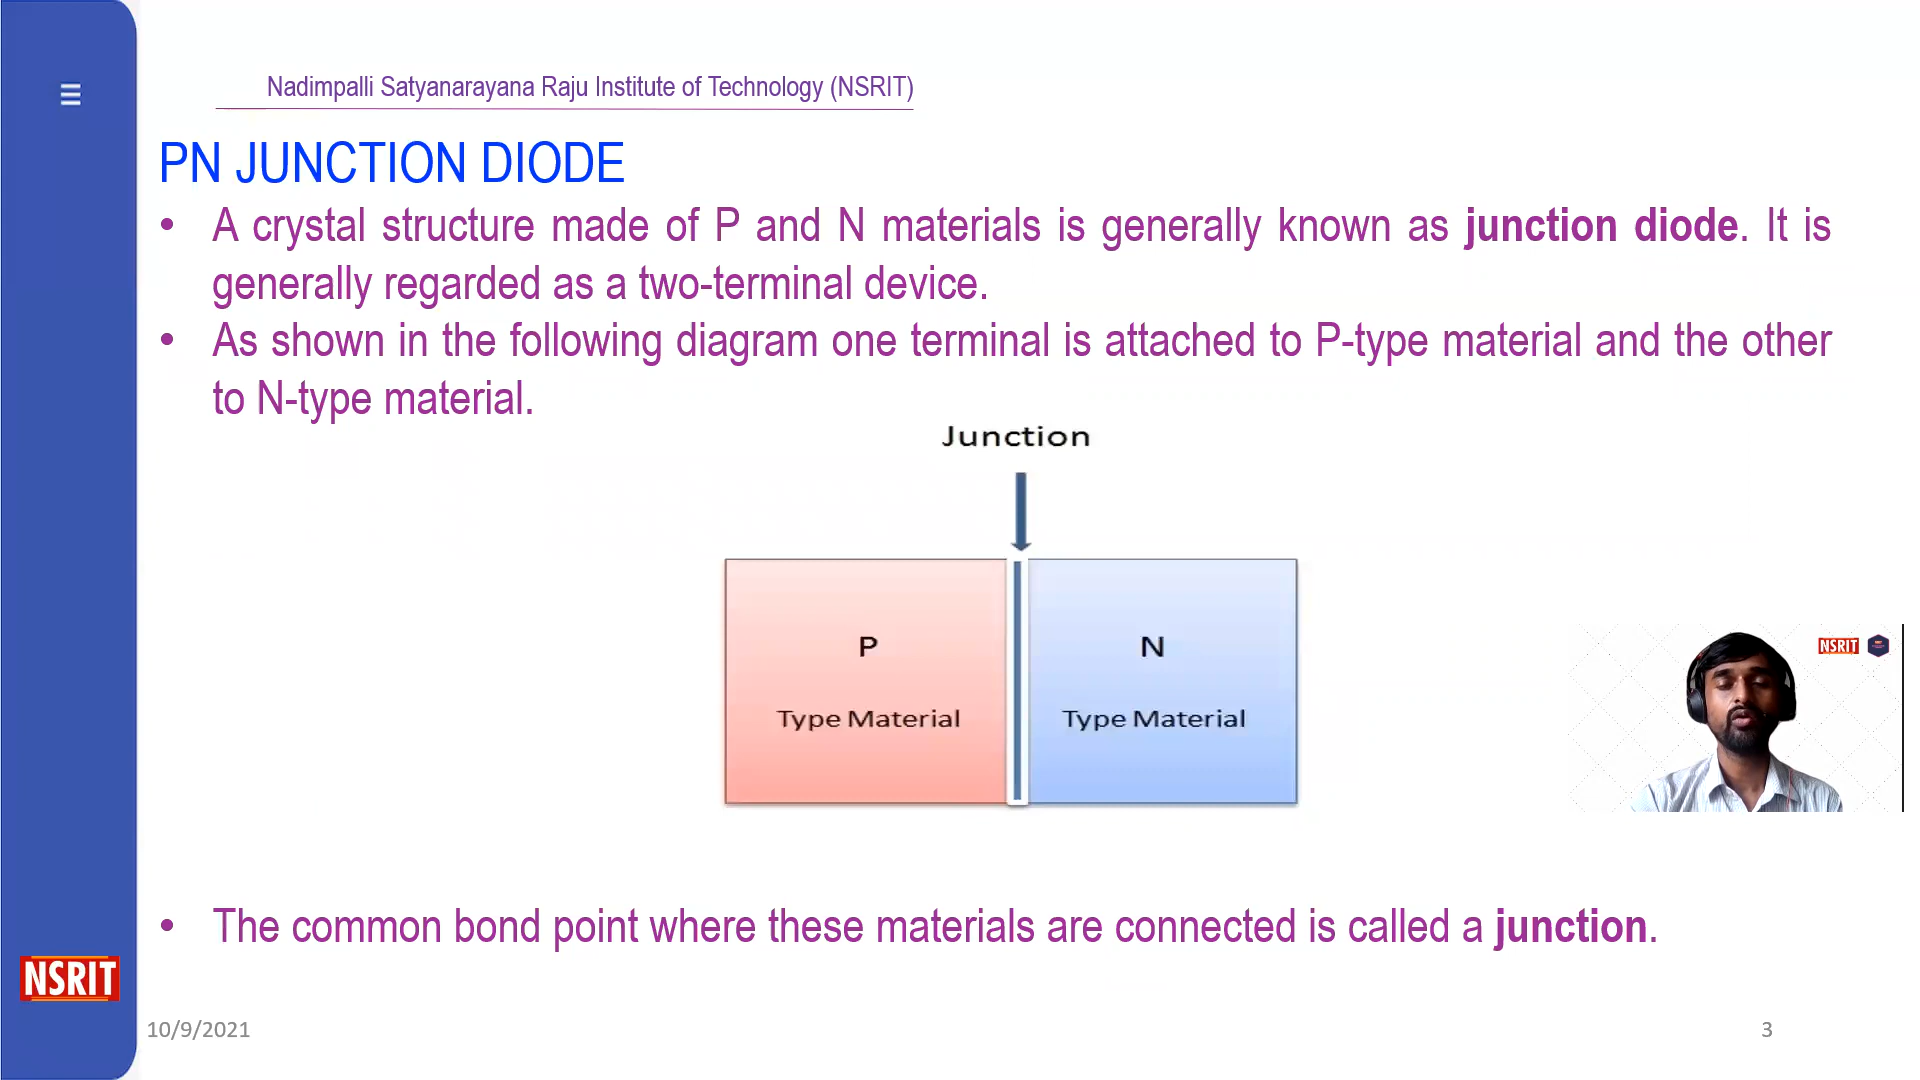 Nadimpalli Satyanarayana Raju Institute of Technology (NSRIT)
PN JUNCTION DIODE
• A crystal structure made of P and N materials is generally known as junction diode. It is
generally regarded as a two-terminal device.
• As shown in the following diagram one terminal is attached to P-type material and the other
to N-type material.
Junction
P
Type Material
N
Type Material
NSRIT
• The common bond point where these materials are connected is called a junction.
NSRIT
10/9/2021
3